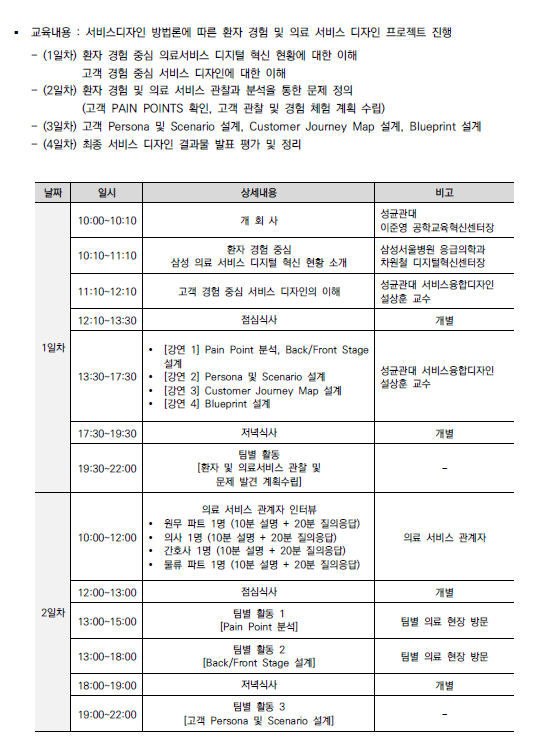 ▪ 교육내용 : 서비스디자인 방법론에 따른 환자 경험 및 의료 서비스 디자인 프로젝트 진행
- (1일차) 환자 경험 중심 의료서비스 디지털 혁신 현황에 대한 이해
고객 경험 중심 서비스 디자인에 대한 이해
- (2일차) 환자 경험 및 의료 서비스 관찰과 분석을 통한 문제 정의
(고객 PAIN POINTS 확인, 고객 관찰 및 경험 체험 계획 수립)
- (3일차) 고객 Persona 및 Scenario 설계, Customer Journey Map 설계, Blueprint 설계
- (4일차) 최종 서비스 디자인 결과물 발표 평가 및 정리
날짜 일시 상세내용 비고
1일차
10:00~10:10 개 회 사
성균관대
이준영 공학교육혁신센터장
10:10~11:10
환자 경험 중심
삼성 의료 서비스 디지털 혁신 현황 소개
삼성서울병원 응급의학과
차원철 디지털혁신센터장
11:10~12:10 고객 경험 중심 서비스 디자인의 이해
성균관대 서비스융합디자인
설상훈 교수
12:10~13:30 점심식사 개별
13:30~17:30
• [강연 1] Pain Point 분석, Back/Front Stage
설계
• [강연 2] Persona 및 Scenario 설계
• [강연 3] Customer Journey Map 설계
• [강연 4] Blueprint 설계
성균관대 서비스융합디자인
설상훈 교수
17:30~19:30 저녁식사 개별
19:30~22:00
팀별 활동
[환자 및 의료서비스 관찰 및
문제 발견 계획수립]
-
2일차
10:00~12:00
의료 서비스 관계자 인터뷰
• 원무 파트 1명 (10분 설명 + 20분 질의응답)
• 의사 1명 (10분 설명 + 20분 질의응답)
• 간호사 1명 (10분 설명 + 20분 질의응답)
• 물류 파트 1명 (10분 설명 + 20분 질의응답)
의료 서비스 관계자
12:00~13:00 점심식사 개별
13:00~15:00
팀별 활동 1
[Pain Point 분석]
팀별 의료 현장 방문
13:00~18:00
팀별 활동 2
[Back/Front Stage 설계]
팀별 의료 현장 방문
18:00~19:00 저녁식사 개별
19:00~22:00
팀별 활동 3
[고객 Persona 및 Scenario 설계]
-